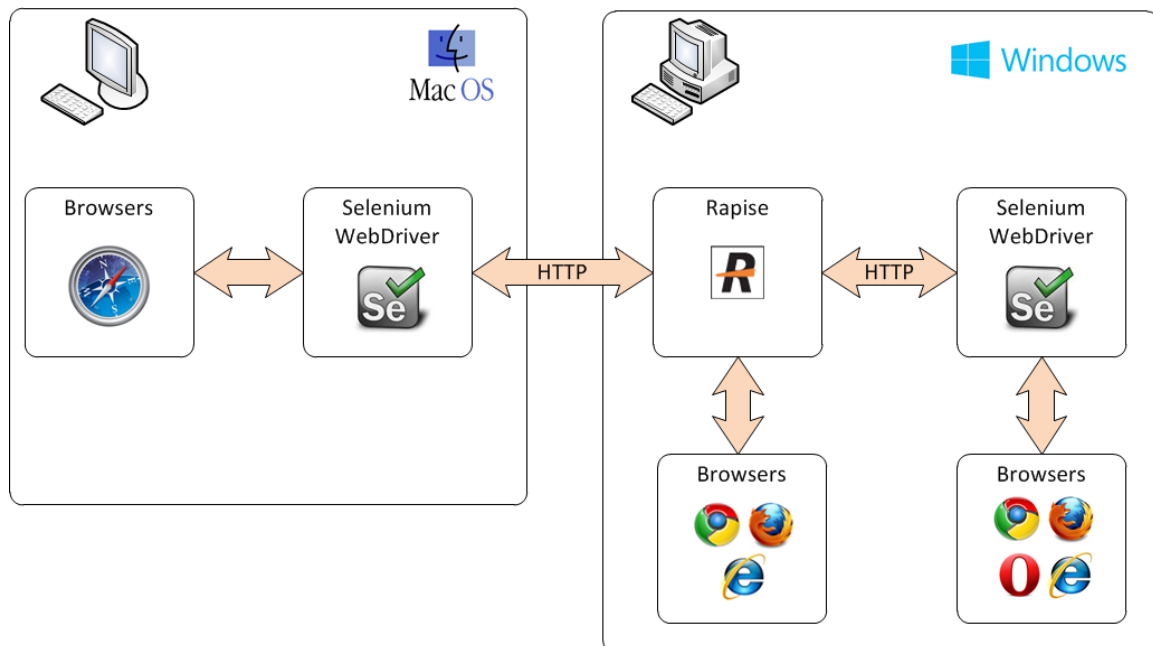 Mac OS
Windows
Browsers
Selenium
WebDriver
Rapise
Selenium
WebDriver
HTTP
HTTP
N
E
S
W
Se
R
Se
Browsers
Browsers